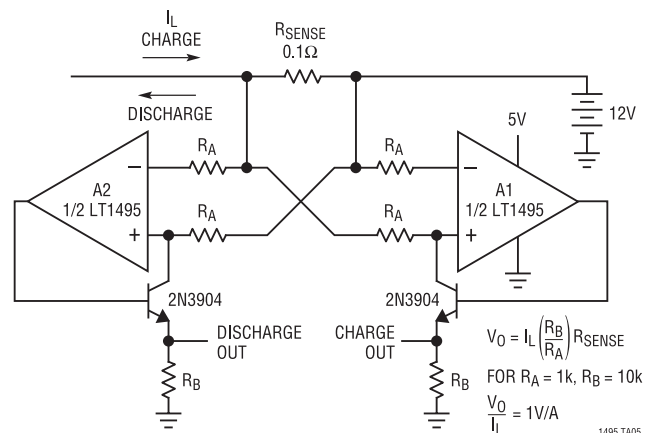 I_L
CHARGE
R_SENSE
0.1Ω
DISCHARGE
12V
5V
R_A
R_A
R_A
R_A
−
A2
1/2 LT1495
+
−
A1
1/2 LT1495
+
2N3904
2N3904
DISCHARGE
OUT
CHARGE
OUT
R_B
R_B
V_O = I_L (R_B/R_A) R_SENSE
FOR R_A = 1k, R_B = 10k
V_O/I_L = 1V/A
1495 TA05